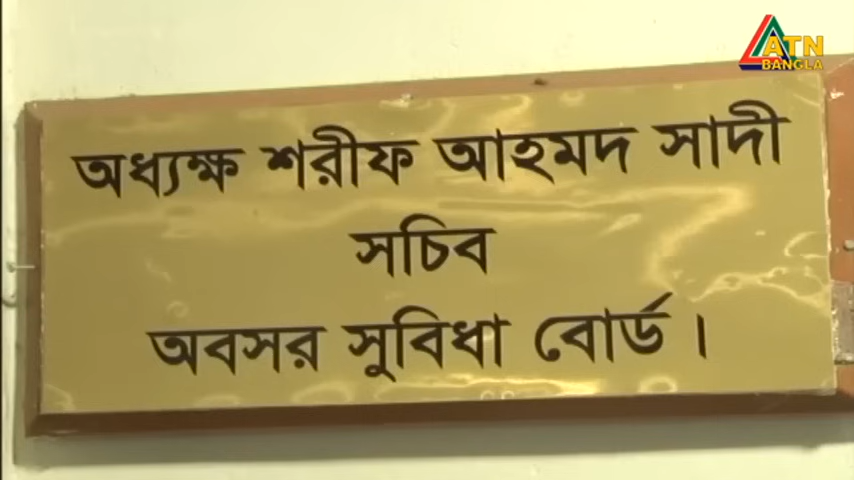 ATN
BANGLA
অধ্যক্ষ শরীফ আহমদ সাদী
সচিব
অবসর সুবিধা বোর্ড।